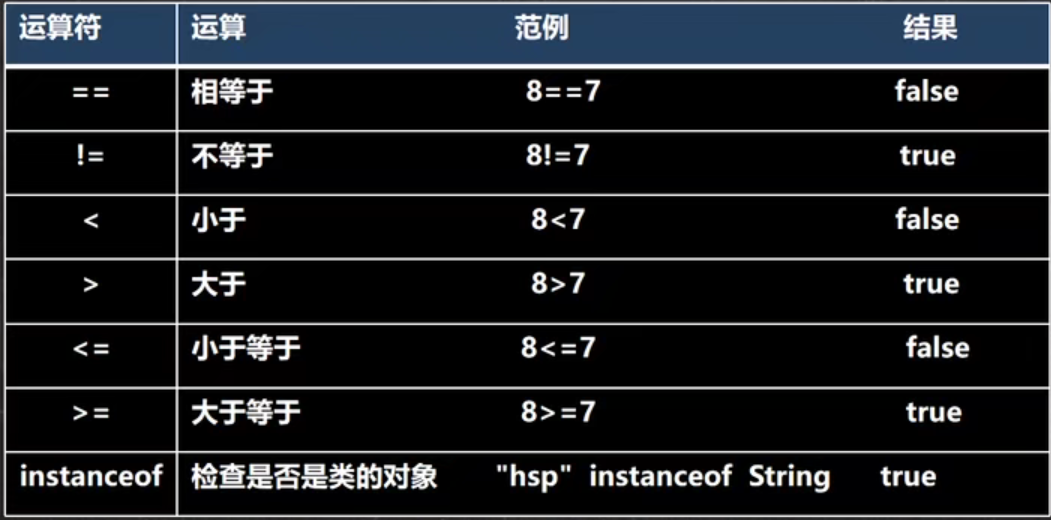 运算符 运算 范例 结果
== 相等于 8==7 false
!= 不等于 8!=7 true
< 小于 8<7 false
> 大于 8>7 true
<= 小于等于 8<=7 false
>= 大于等于 8>=7 true
instanceof 检查是否是类的对象 "hsp" instanceof String true